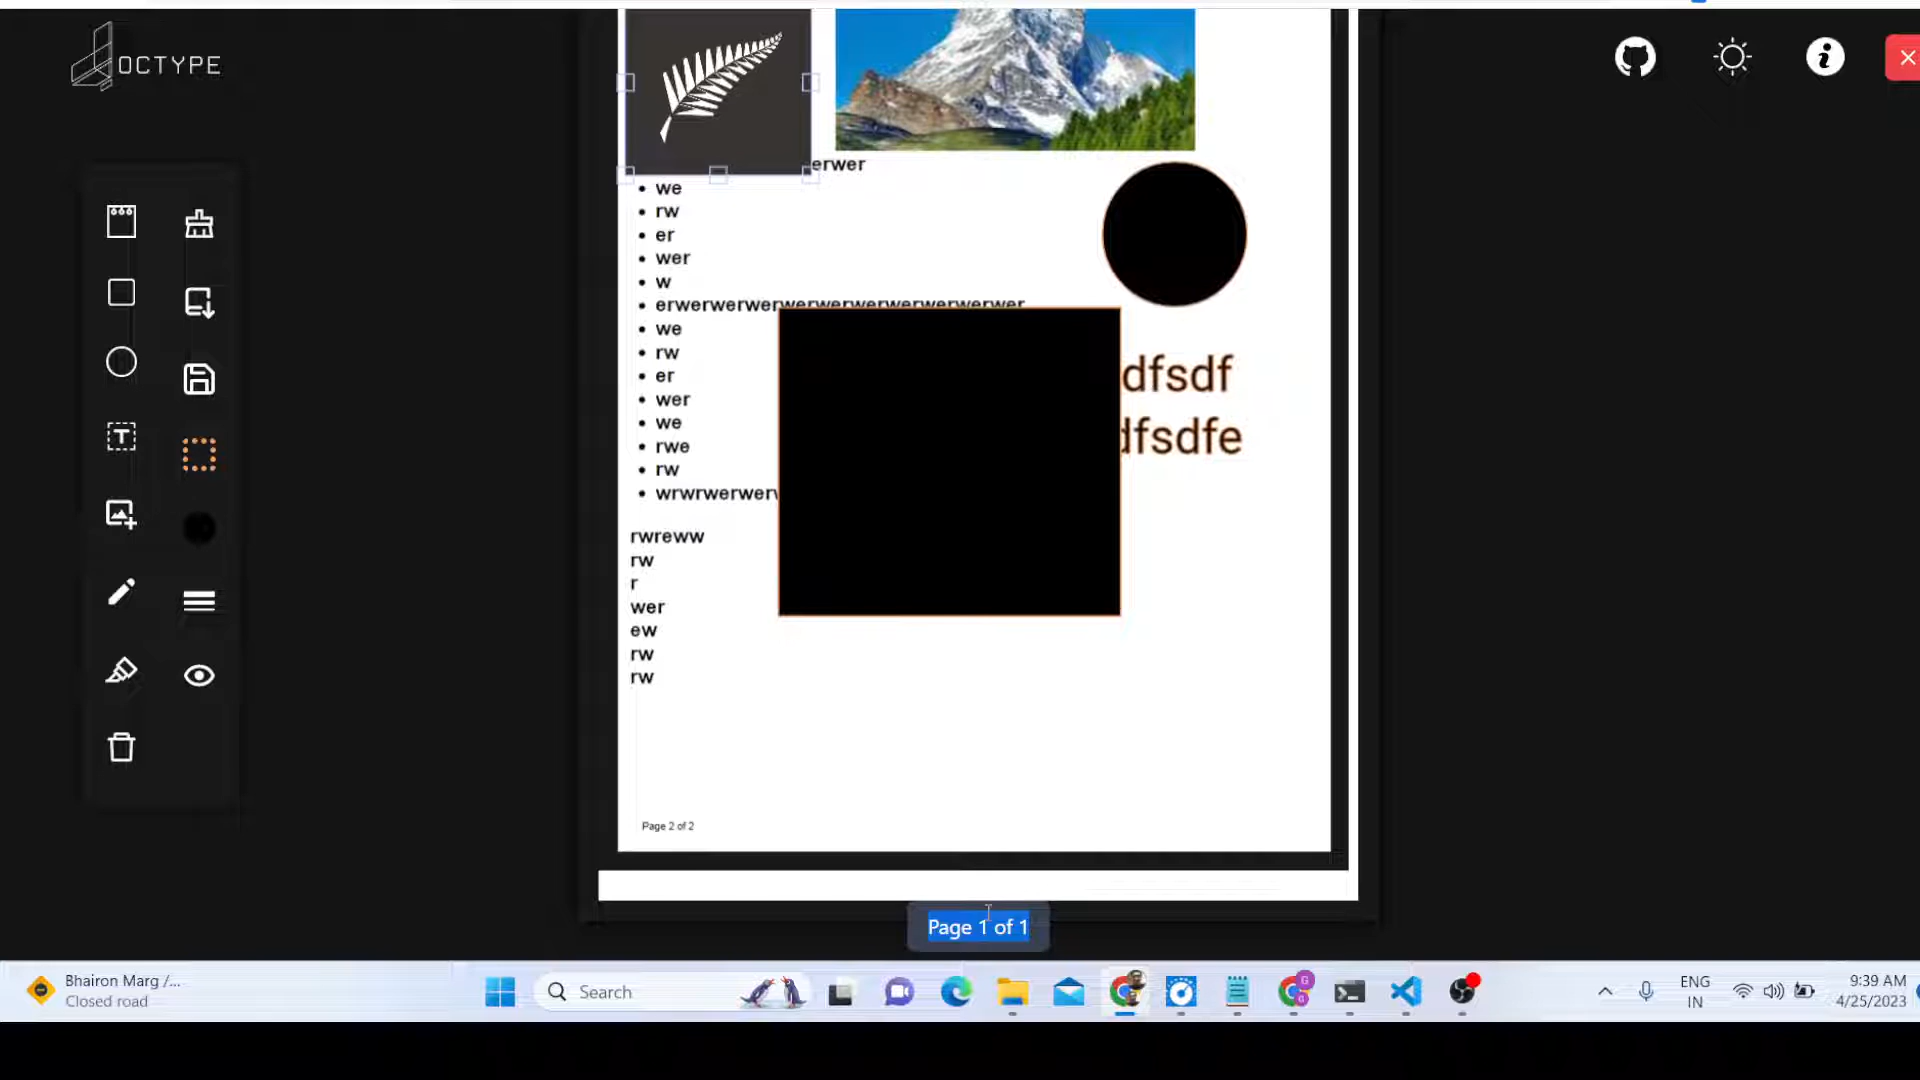 OCTYPE
erwer
we
rw
er
wer
w
erwerwerwerwerwerwerwerwerwerwer
we
rw
er
wer
we
rwe
rw
wrwrwerwerw
dfsdf
dfsdfe
rwreww
rw
r
wer
ew
rw
rw
Page 2 of 2
Page 1 of 1
Bhairon Marg /...
Closed road
Search
ENG
IN
9:39 AM
4/25/2023